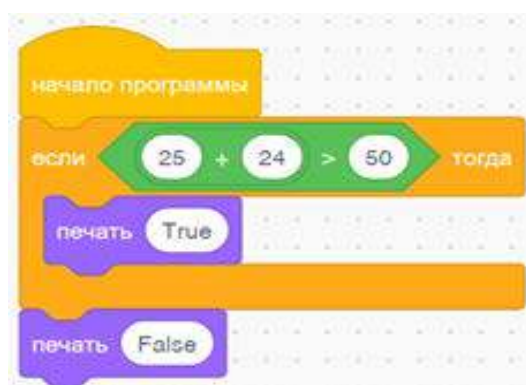 начало программы
если 25 + 24 > 50 тогда
печать True
печать False